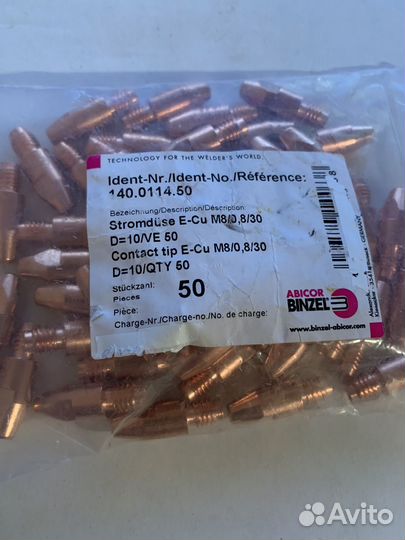 TECHNOLOGY FOR THE WELDER'S WORLD.
Ident-Nr./Ident-No./Référence:
140.0114.50
Bezeichnung/Description/Déscription:
Stromdüse E-Cu M8/0,8/30
D=10/VE 50
Contact tip E-Cu M8/0,8/30
D=10/QTY 50
Stückzahl:
Pieces
Pièce:
50
Charge-Nr./Charge-no./No. de charge:
ABICOR
BINZEL
www.binzel-abicor.com
GERMANY
Avito